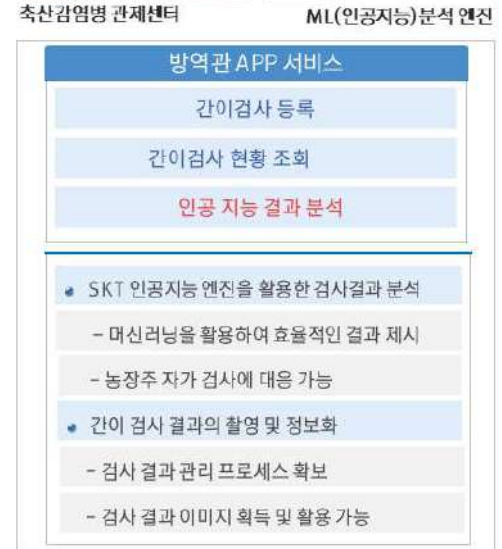 축산감염병 관제센터 ML(인공지능)분석 엔진
방역관 APP 서비스
간이검사 등록
간이검사 현황 조회
인공 지능 결과 분석
SKT 인공지능 엔진을 활용한 검사결과 분석
– 머신러닝을 활용하여 효율적인 결과 제시
– 농장주 자가 검사에 대응 가능
간이 검사 결과의 촬영 및 정보화
– 검사 결과 관리 프로세스 확보
– 검사 결과 이미지 획득 및 활용 가능